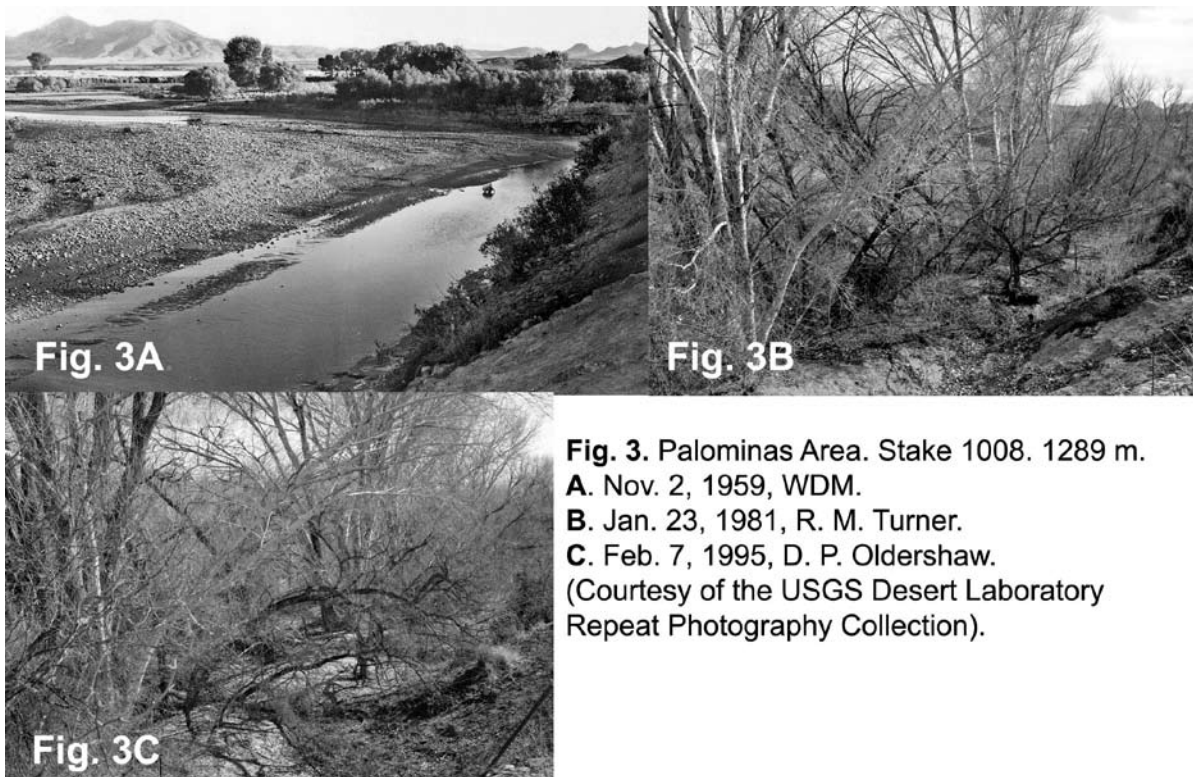 Fig. 3A
Fig. 3B
Fig. 3C
Fig. 3. Palominas Area. Stake 1008. 1289 m.
A. Nov. 2, 1959, WDM.
B. Jan. 23, 1981, R. M. Turner.
C. Feb. 7, 1995, D. P. Oldershaw.
(Courtesy of the USGS Desert Laboratory
Repeat Photography Collection).